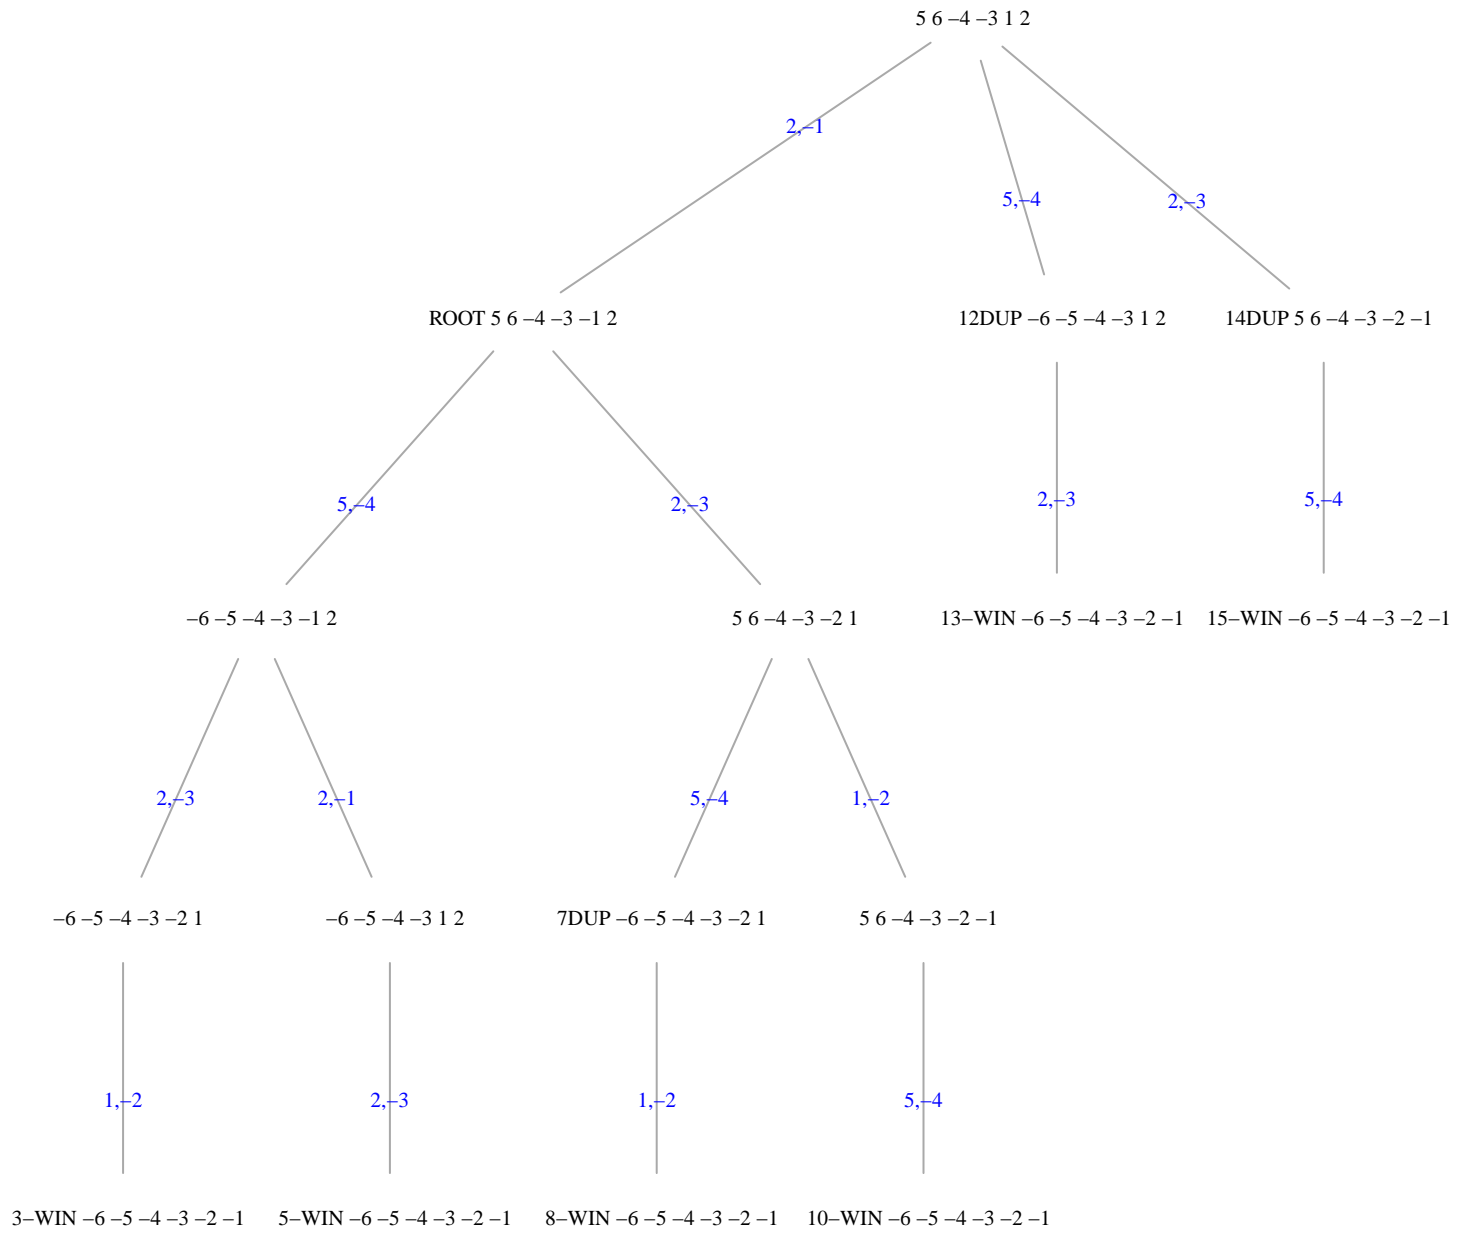 5 6 –4 –3 1 2
2,–1
5,–4
2,–3
ROOT 5 6 –4 –3 –1 2
12DUP –6 –5 –4 –3 1 2
14DUP 5 6 –4 –3 –2 –1
5,–4
2,–3
2,–3
5,–4
–6 –5 –4 –3 –1 2
5 6 –4 –3 –2 1
13–WIN –6 –5 –4 –3 –2 –1
15–WIN –6 –5 –4 –3 –2 –1
2,–3
2,–1
5,–4
1,–2
–6 –5 –4 –3 –2 1
–6 –5 –4 –3 1 2
7DUP –6 –5 –4 –3 –2 1
5 6 –4 –3 –2 –1
1,–2
2,–3
1,–2
5,–4
3–WIN –6 –5 –4 –3 –2 –1
5–WIN –6 –5 –4 –3 –2 –1
8–WIN –6 –5 –4 –3 –2 –1
10–WIN –6 –5 –4 –3 –2 –1